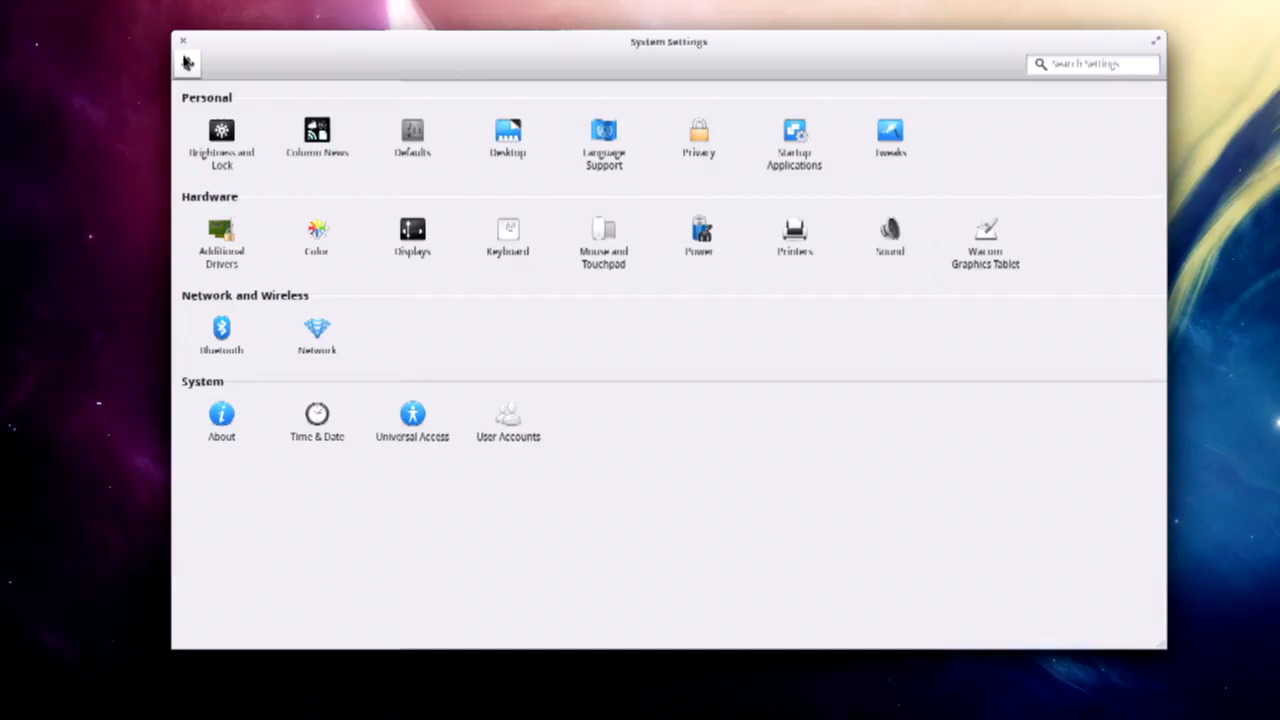 System Settings
Search Settings
Personal
Brightness and
Lock
Column News
Defaults
Desktop
Language
Support
Privacy
Startup
Applications
Tweaks
Hardware
Additional
Drivers
Color
Displays
Keyboard
Mouse and
Touchpad
Power
Printers
Sound
Wacom
Graphics Tablet
Network and Wireless
Bluetooth
Network
System
About
Time & Date
Universal Access
User Accounts